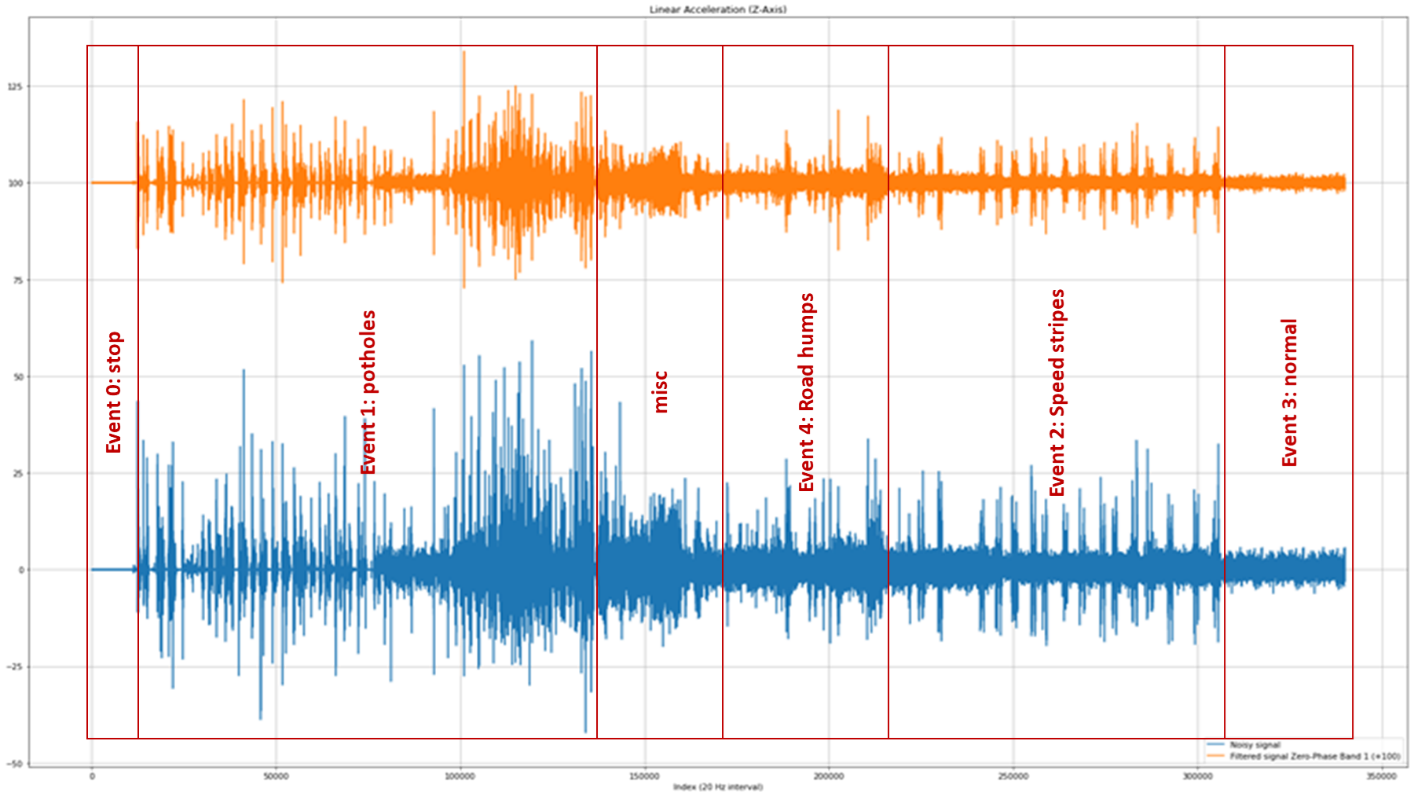 Linear Acceleration (Z-Axis)
125
100
75
50
25
0
−25
−50
Event 0: stop
Event 1: potholes
misc
Event 4: Road humps
Event 2: Speed stripes
Event 3: normal
Noisy signal
Filtered signal Zero-Phase Band 1 (+100)
0 50000 100000 150000 200000 250000 300000 350000
Index (20 Hz interval)